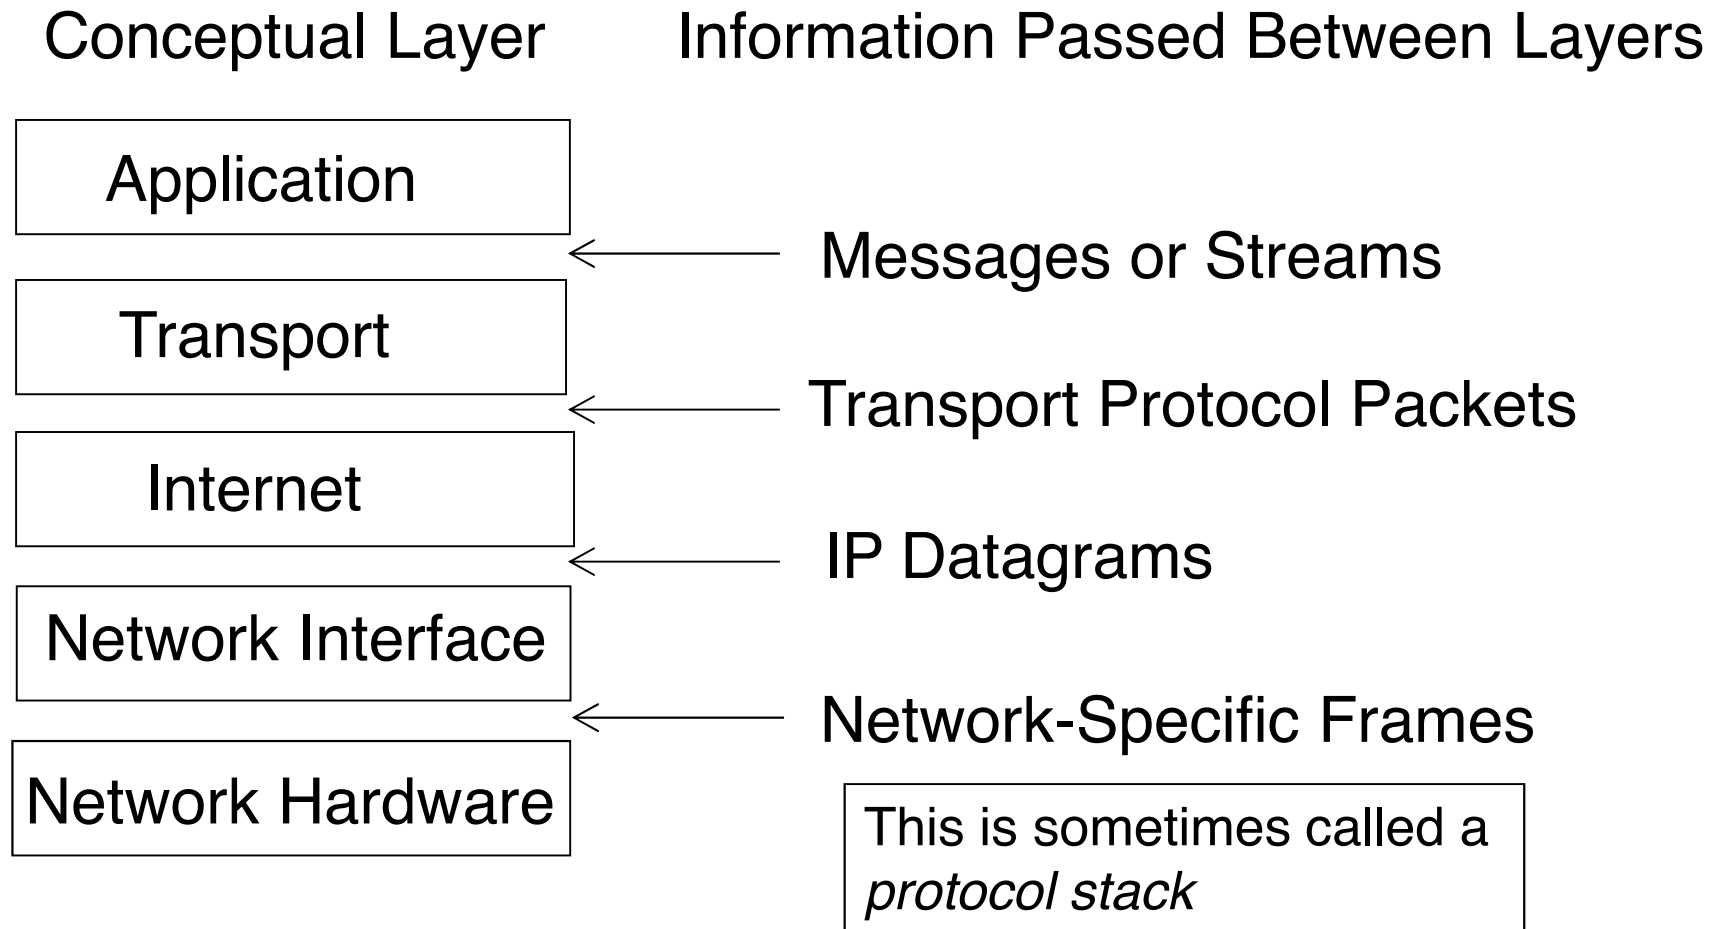 Conceptual Layer
Information Passed Between Layers
Application
Messages or Streams
Transport
Transport Protocol Packets
Internet
IP Datagrams
Network Interface
Network-Specific Frames
Network Hardware
This is sometimes called a
protocol stack